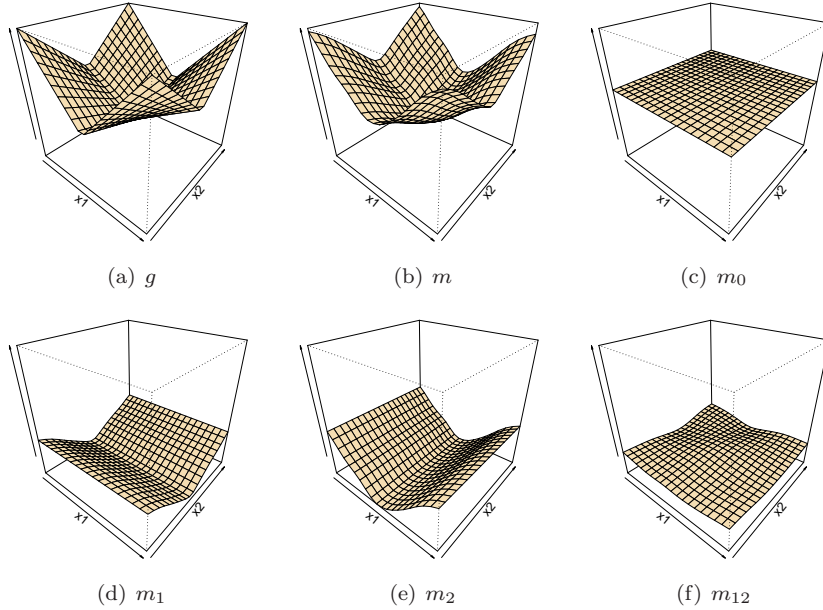 x1 x2 x1 x2 x1 x2
(a) g (b) m (c) m0
x1 x2 x1 x2 x1 x2
(d) m1 (e) m2 (f) m12